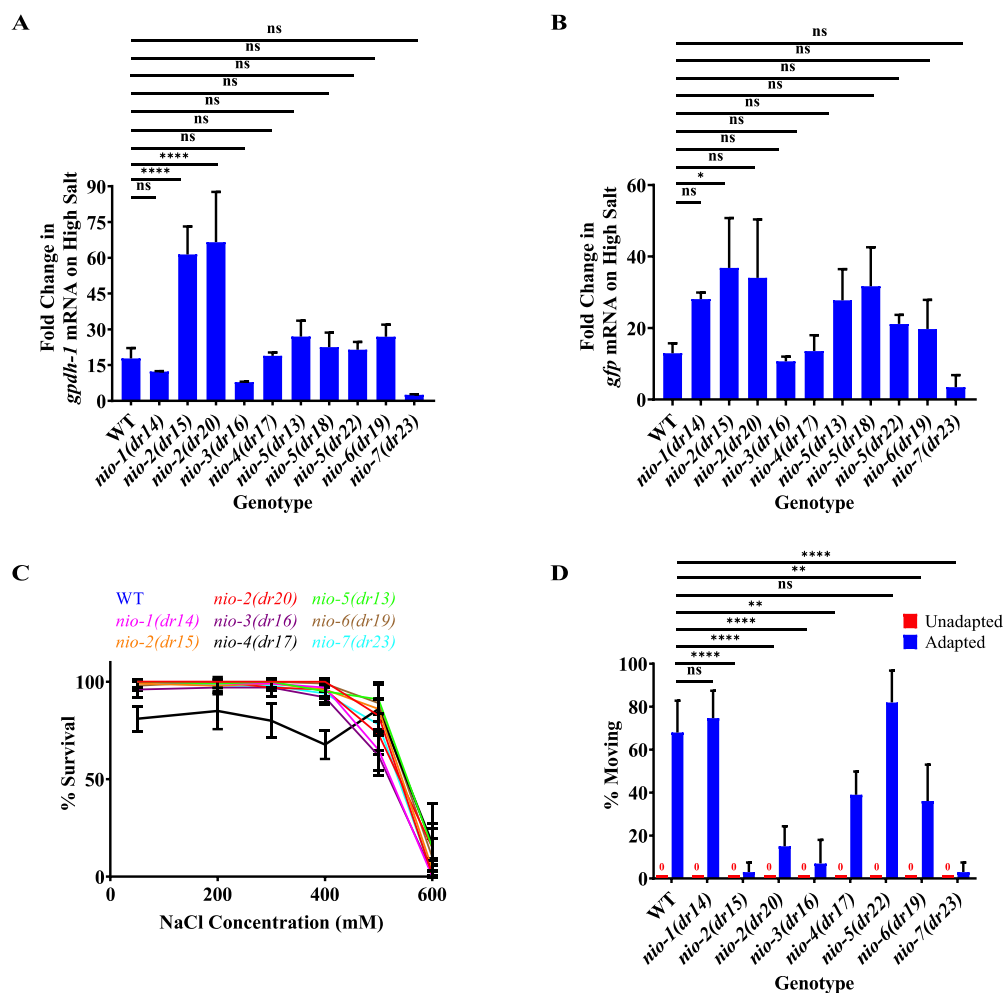 A
ns
ns
ns
ns
ns
ns
ns
****
****
ns
Fold Change in
gpdh-1 mRNA on High Salt
90
75
60
45
30
15
0
WT
nio-1(dr14)
nio-2(dr15)
nio-2(dr20)
nio-3(dr16)
nio-4(dr17)
nio-5(dr13)
nio-5(dr18)
nio-5(dr22)
nio-6(dr19)
nio-7(dr23)
Genotype
B
ns
ns
ns
ns
ns
ns
ns
ns
*
ns
Fold Change in
gfp mRNA on High Salt
60
40
20
0
WT
nio-1(dr14)
nio-2(dr15)
nio-2(dr20)
nio-3(dr16)
nio-4(dr17)
nio-5(dr13)
nio-5(dr18)
nio-5(dr22)
nio-6(dr19)
nio-7(dr23)
Genotype
C
WT nio-2(dr20) nio-5(dr13)
nio-1(dr14) nio-3(dr16) nio-6(dr19)
nio-2(dr15) nio-4(dr17) nio-7(dr23)
% Survival
100
50
0
0 200 400 600
NaCl Concentration (mM)
D
****
**
ns
**
****
****
****
ns
Unadapted
Adapted
% Moving
100
80
60
40
20
0
0 0 0 0 0 0 0 0 0
WT
nio-1(dr14)
nio-2(dr15)
nio-2(dr20)
nio-3(dr16)
nio-4(dr17)
nio-5(dr22)
nio-6(dr19)
nio-7(dr23)
Genotype